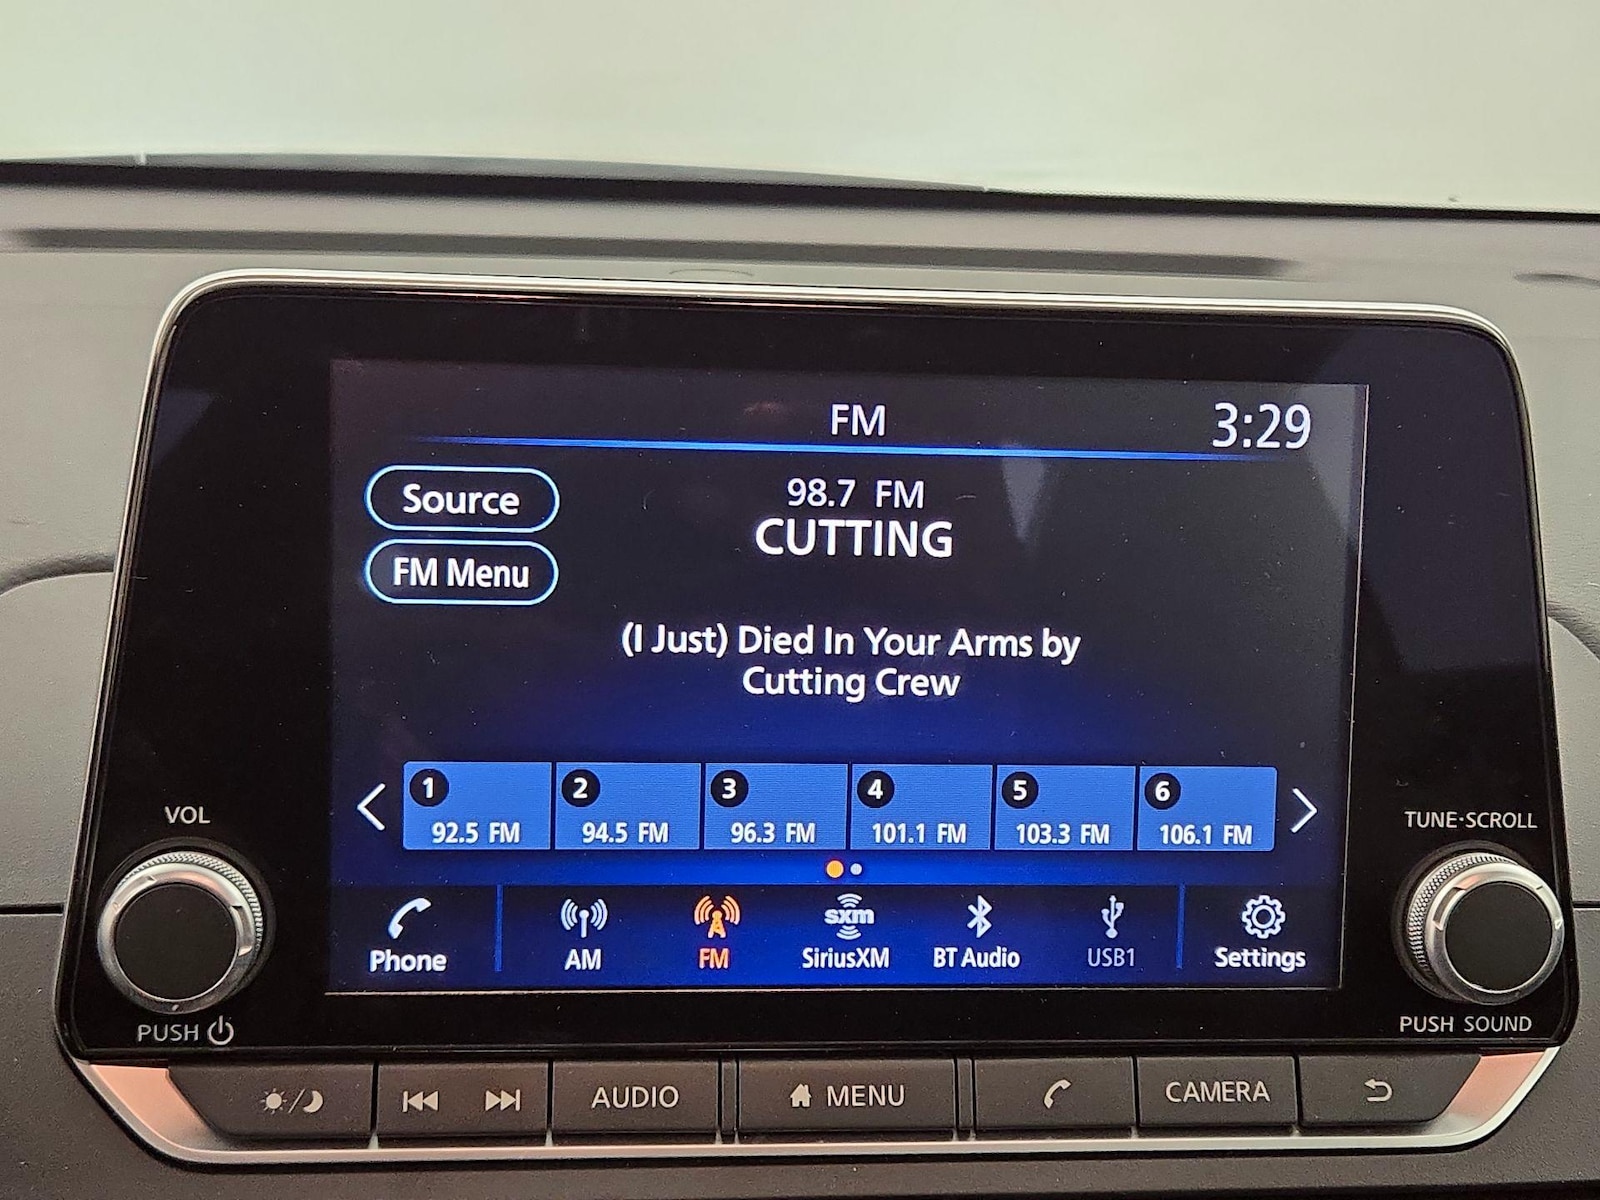 FM
3:29
Source
98.7 FM
CUTTING
FM Menu
(I Just) Died In Your Arms by
Cutting Crew
1
2
3
4
5
6
92.5 FM
94.5 FM
96.3 FM
101.1 FM
103.3 FM
106.1 FM
VOL
TUNE·SCROLL
sxm
Phone
AM
FM
SiriusXM
BT Audio
USB1
Settings
PUSH
PUSH SOUND
AUDIO
MENU
CAMERA